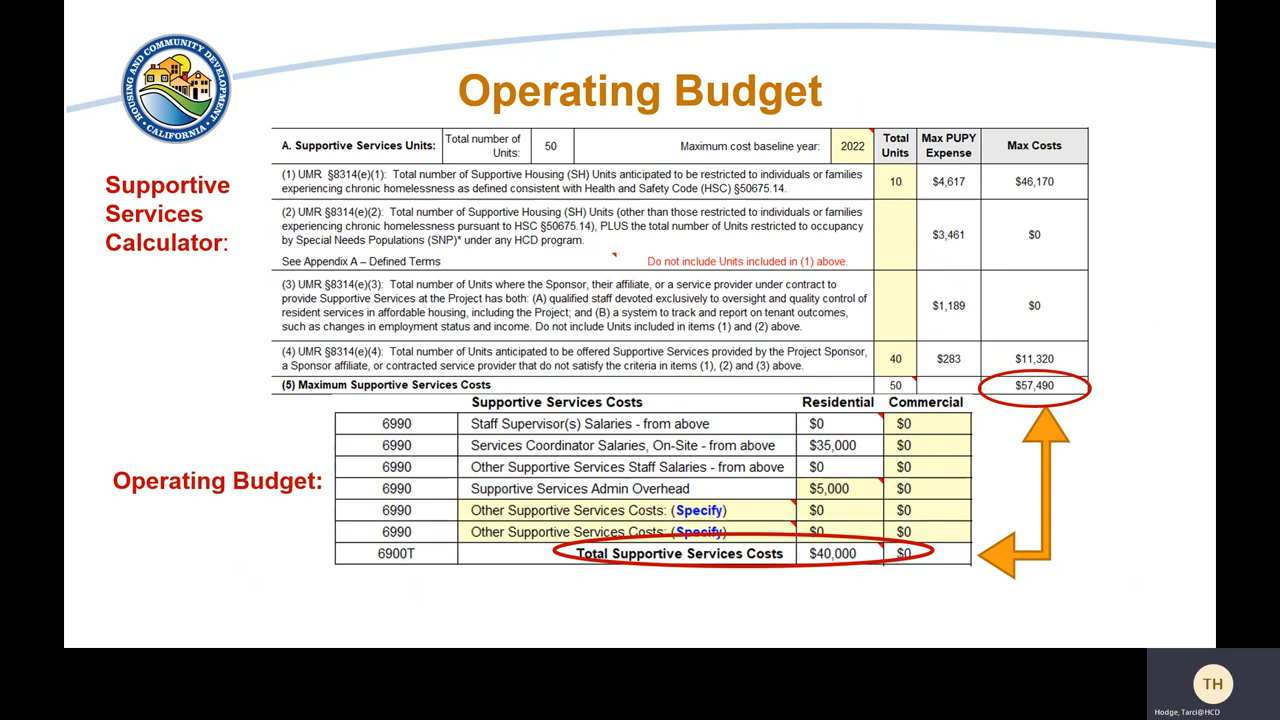 HOUSING AND COMMUNITY DEVELOPMENT
CALIFORNIA
Operating Budget
Supportive
Services
Calculator:
A. Supportive Services Units:
Total number of
Units:
50
Maximum cost baseline year:
2022
Total
Units
Max PUPY
Expense
Max Costs
(1) UMR §8314(e)(1): Total number of Supportive Housing (SH) Units anticipated to be restricted to individuals or families
experiencing chronic homelessness as defined consistent with Health and Safety Code (HSC) §50675.14.
10
$4,617
$46,170
(2) UMR §8314(e)(2): Total number of Supportive Housing (SH) Units (other than those restricted to individuals or families
experiencing chronic homelessness pursuant to HSC §50675.14), PLUS the total number of Units restricted to occupancy
by Special Needs Populations (SNP)* under any HCD program.
See Appendix A – Defined Terms
Do not include Units included in (1) above.
$3,461
$0
(3) UMR §8314(e)(3): Total number of Units where the Sponsor, their affiliate, or a service provider under contract to
provide Supportive Services at the Project has both: (A) qualified staff devoted exclusively to oversight and quality control of
resident services in affordable housing, including the Project; and (B) a system to track and report on tenant outcomes,
such as changes in employment status and income. Do not include Units included in items (1) and (2) above.
$1,189
$0
(4) UMR §8314(e)(4): Total number of Units anticipated to be offered Supportive Services provided by the Project Sponsor,
a Sponsor affiliate, or contracted service provider that do not satisfy the criteria in items (1), (2) and (3) above.
40
$283
$11,320
(5) Maximum Supportive Services Costs
50
$57,490
Operating Budget:
Supportive Services Costs Residential Commercial
6990 Staff Supervisor(s) Salaries - from above $0 $0
6990 Services Coordinator Salaries, On-Site - from above $35,000 $0
6990 Other Supportive Services Staff Salaries - from above $0 $0
6990 Supportive Services Admin Overhead $5,000 $0
6990 Other Supportive Services Costs: (Specify) $0 $0
6990 Other Supportive Services Costs: (Specify) $0 $0
6900T Total Supportive Services Costs $40,000 $0
TH
Hodge, Tarci@HCD